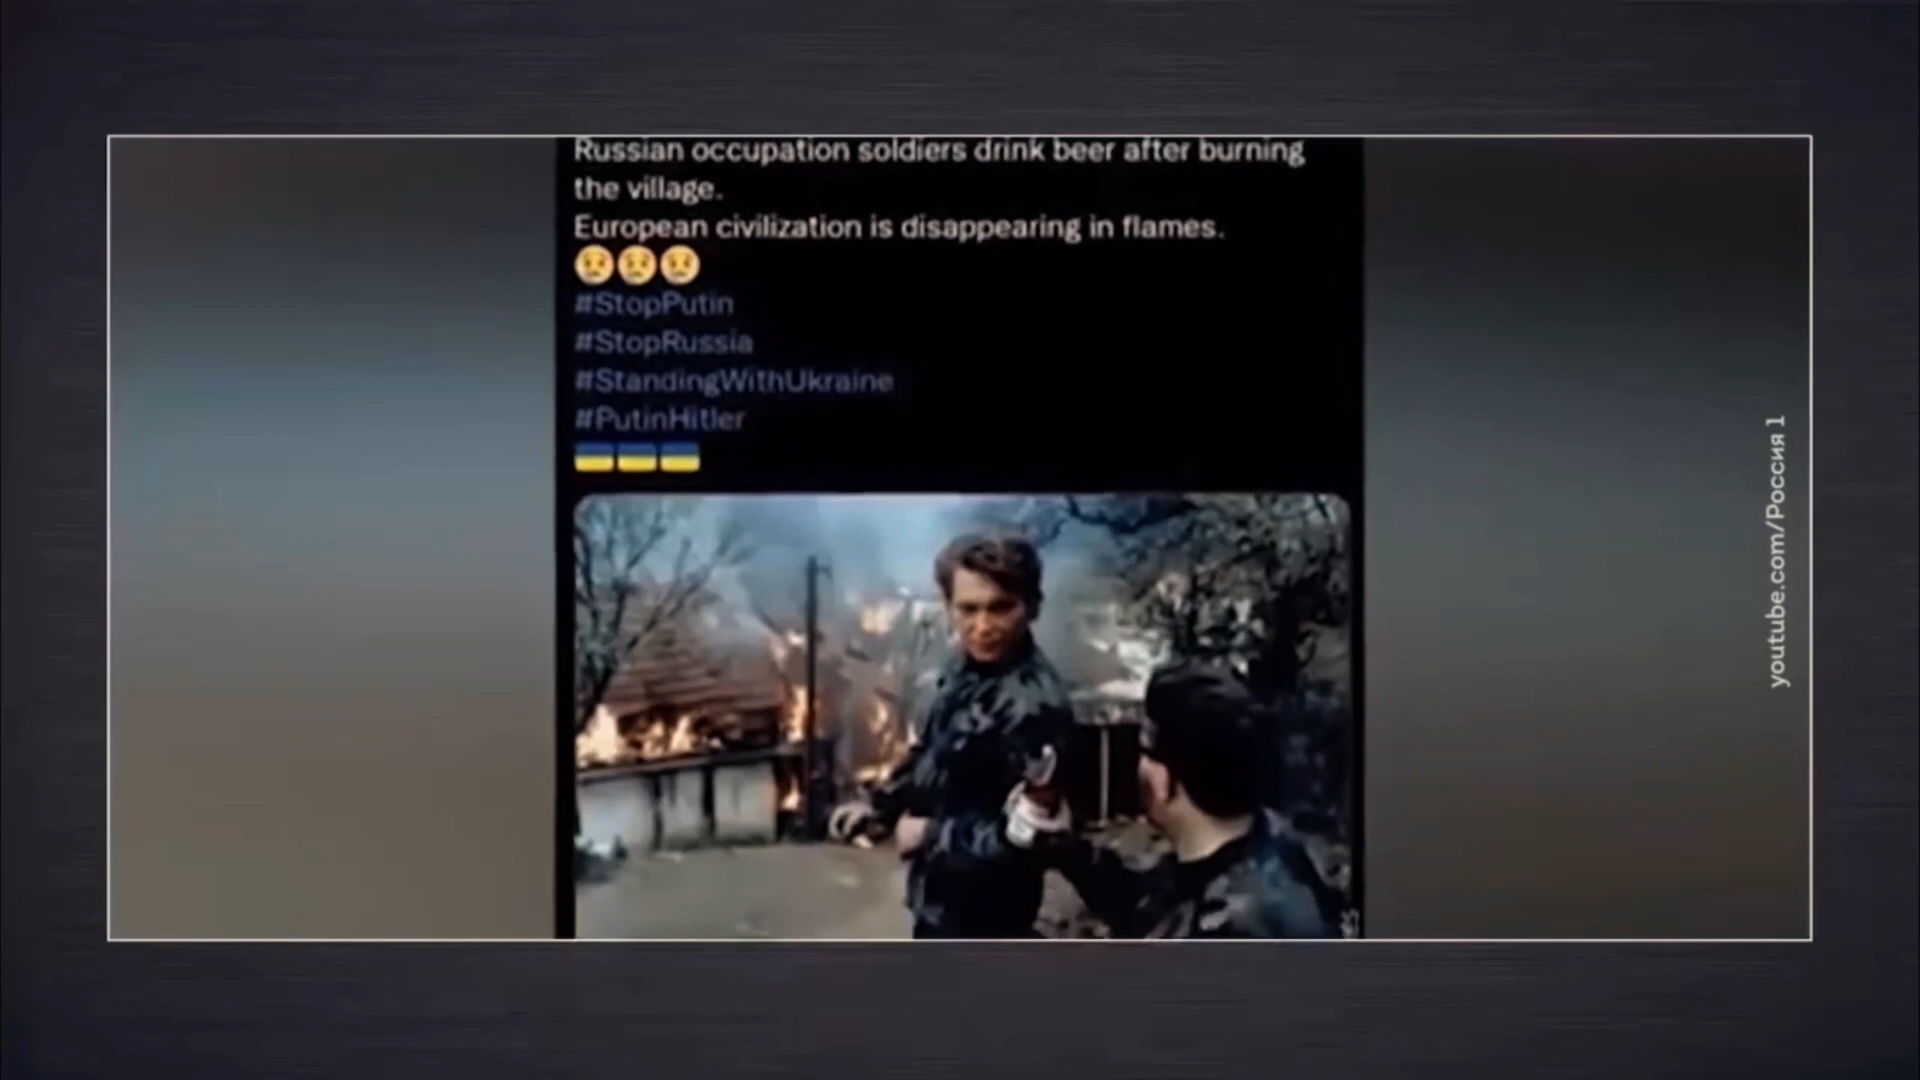 Russian occupation soldiers drink beer after burning
the village.
European civilization is disappearing in flames.
#StopPutin
#StopRussia
#StandingWithUkraine
#PutinHitler
youtube.com/Россия 1